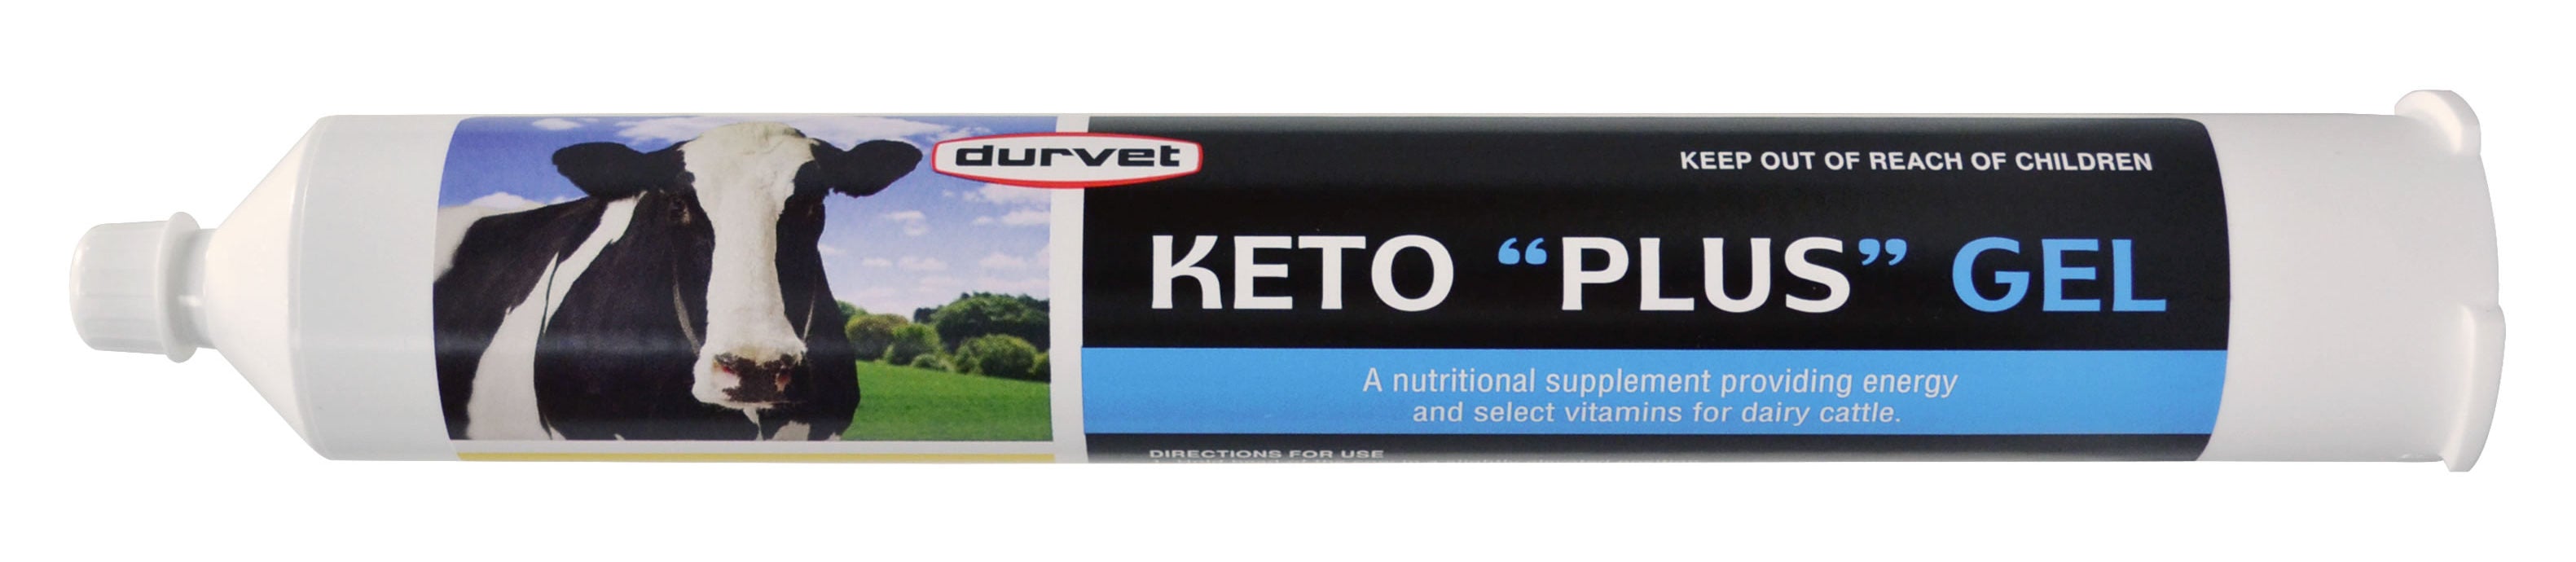 durvet
KEEP OUT OF REACH OF CHILDREN
KETO “PLUS” GEL
A nutritional supplement providing energy
and select vitamins for dairy cattle.
DIRECTIONS FOR USE